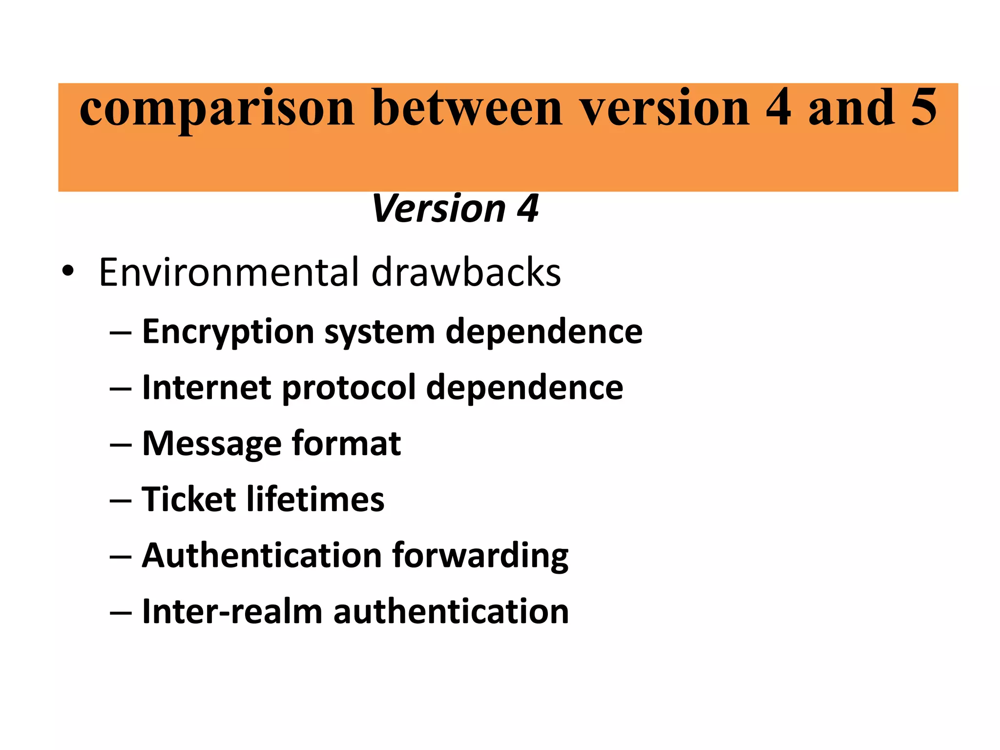 comparison between version 4 and 5
Version 4
• Environmental drawbacks
– Encryption system dependence
– Internet protocol dependence
– Message format
– Ticket lifetimes
– Authentication forwarding
– Inter-realm authentication